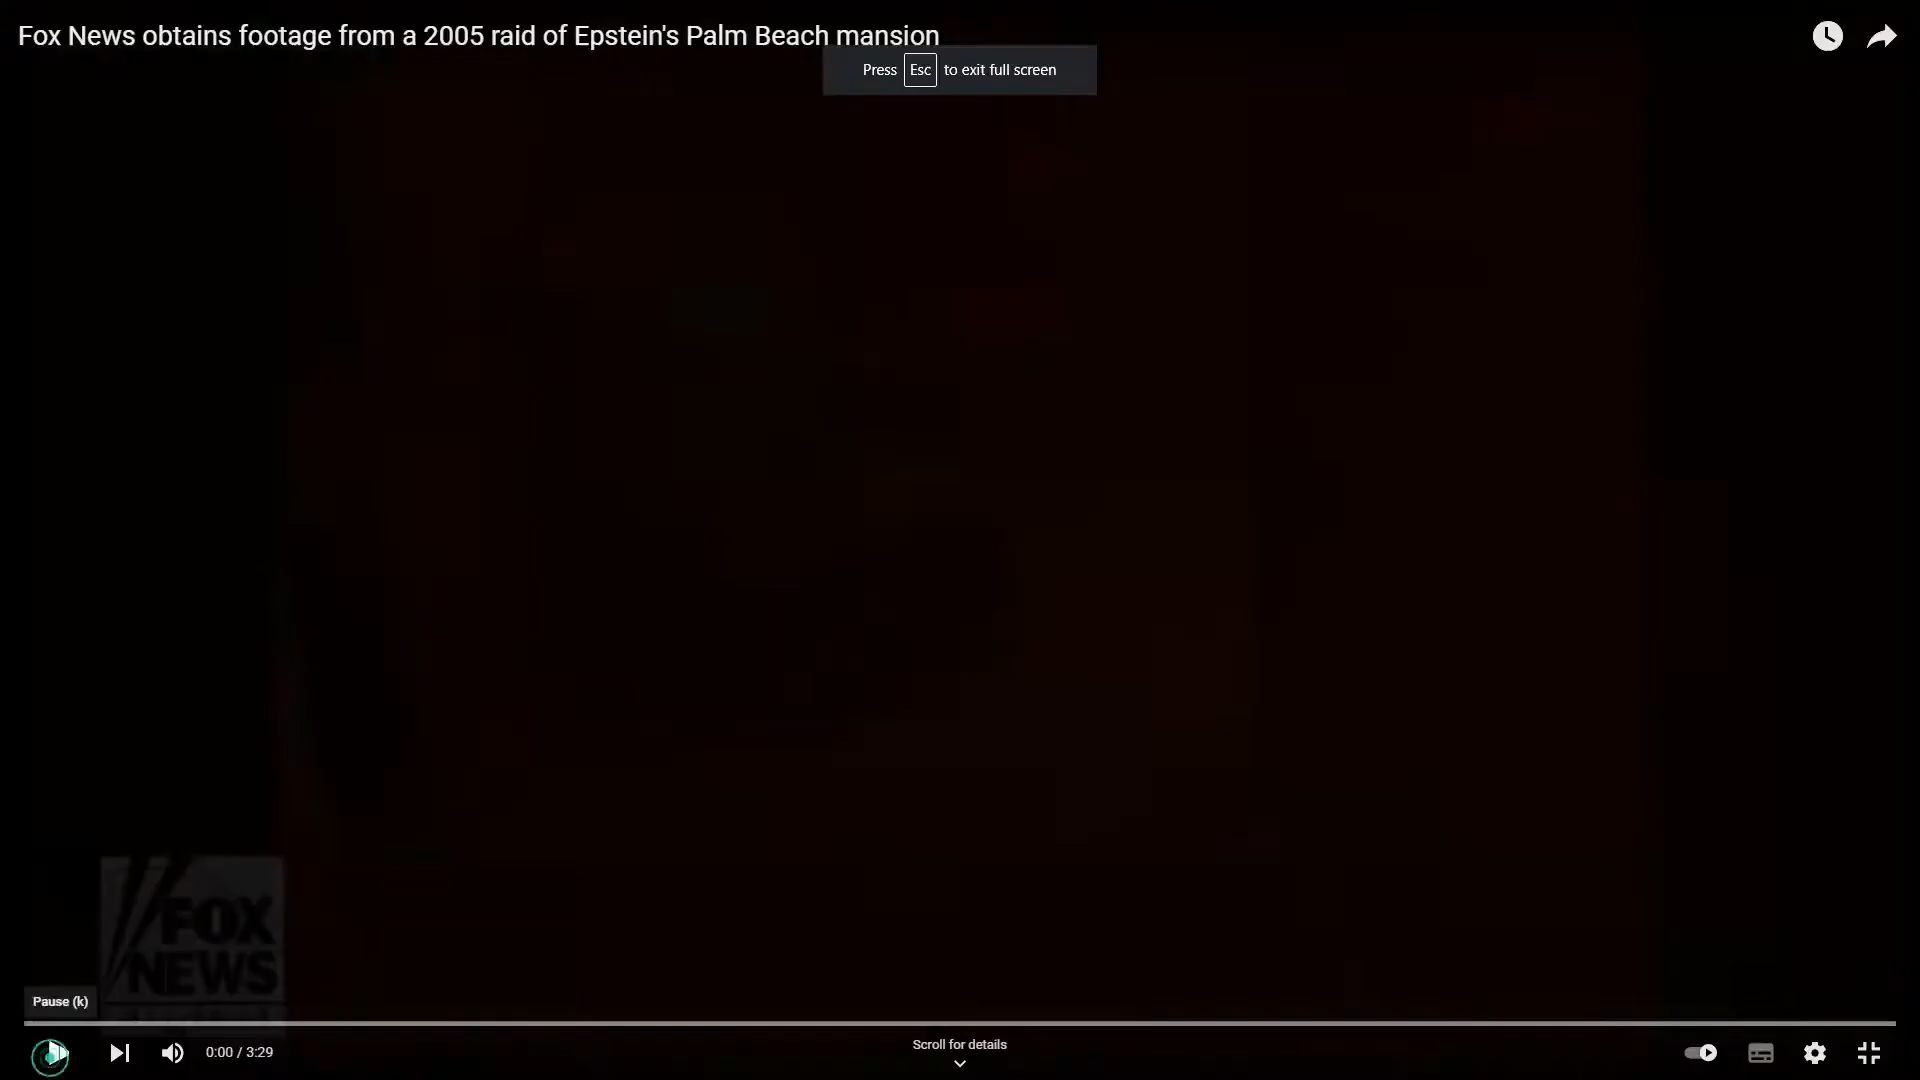 Fox News obtains footage from a 2005 raid of Epstein's Palm Beach mansion
Press Esc to exit full screen
FOX
NEWS
Pause (k)
0:00 / 3:29
Scroll for details